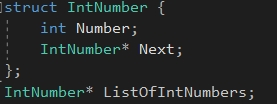 struct IntNumber {
int Number;
IntNumber* Next;
};
IntNumber* ListOfIntNumbers;